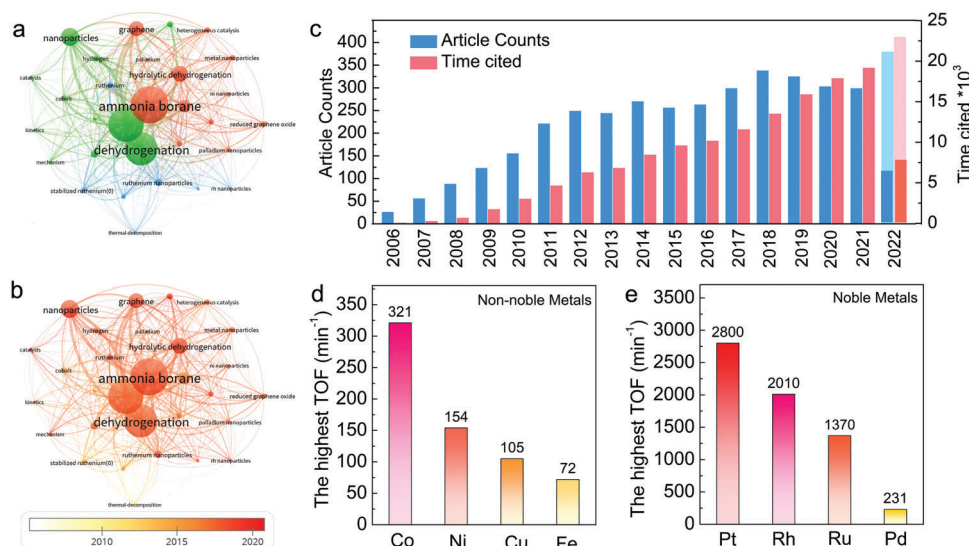 a
nanoparticles
graphene
heterogeneous catalysis
hydrogen
palladium
metal nanoparticles
catalysis
hydrolytic dehydrogenation
ruthenium
ni nanoparticles
cobalt
ammonia borane
reduced graphene oxide
kinetics
dehydrogenation
palladium nanoparticles
mechanism
ruthenium nanoparticles
rh nanoparticles
stabilized ruthenium(0)
thermal-decomposition
b
nanoparticles
graphene
heterogeneous catalysis
hydrogen
palladium
metal nanoparticles
catalysis
hydrolytic dehydrogenation
ruthenium
ni nanoparticles
cobalt
ammonia borane
reduced graphene oxide
kinetics
dehydrogenation
palladium nanoparticles
mechanism
ruthenium nanoparticles
rh nanoparticles
stabilized ruthenium(0)
thermal-decomposition
2010 2015 2020
c
Article Counts
Time cited
Article Counts
400
350
300
250
200
150
100
50
0
25
20
15
10
5
0
Time cited *10³
2006 2007 2008 2009 2010 2011 2012 2013 2014 2015 2016 2017 2018 2019 2020 2021 2022
d
Non-noble Metals
The highest TOF (min⁻¹)
350
300
250
200
150
100
50
0
321
154
105
72
Co Ni Cu Fe
e
Noble Metals
The highest TOF (min⁻¹)
3500
3000
2500
2000
1500
1000
500
0
2800
2010
1370
231
Pt Rh Ru Pd